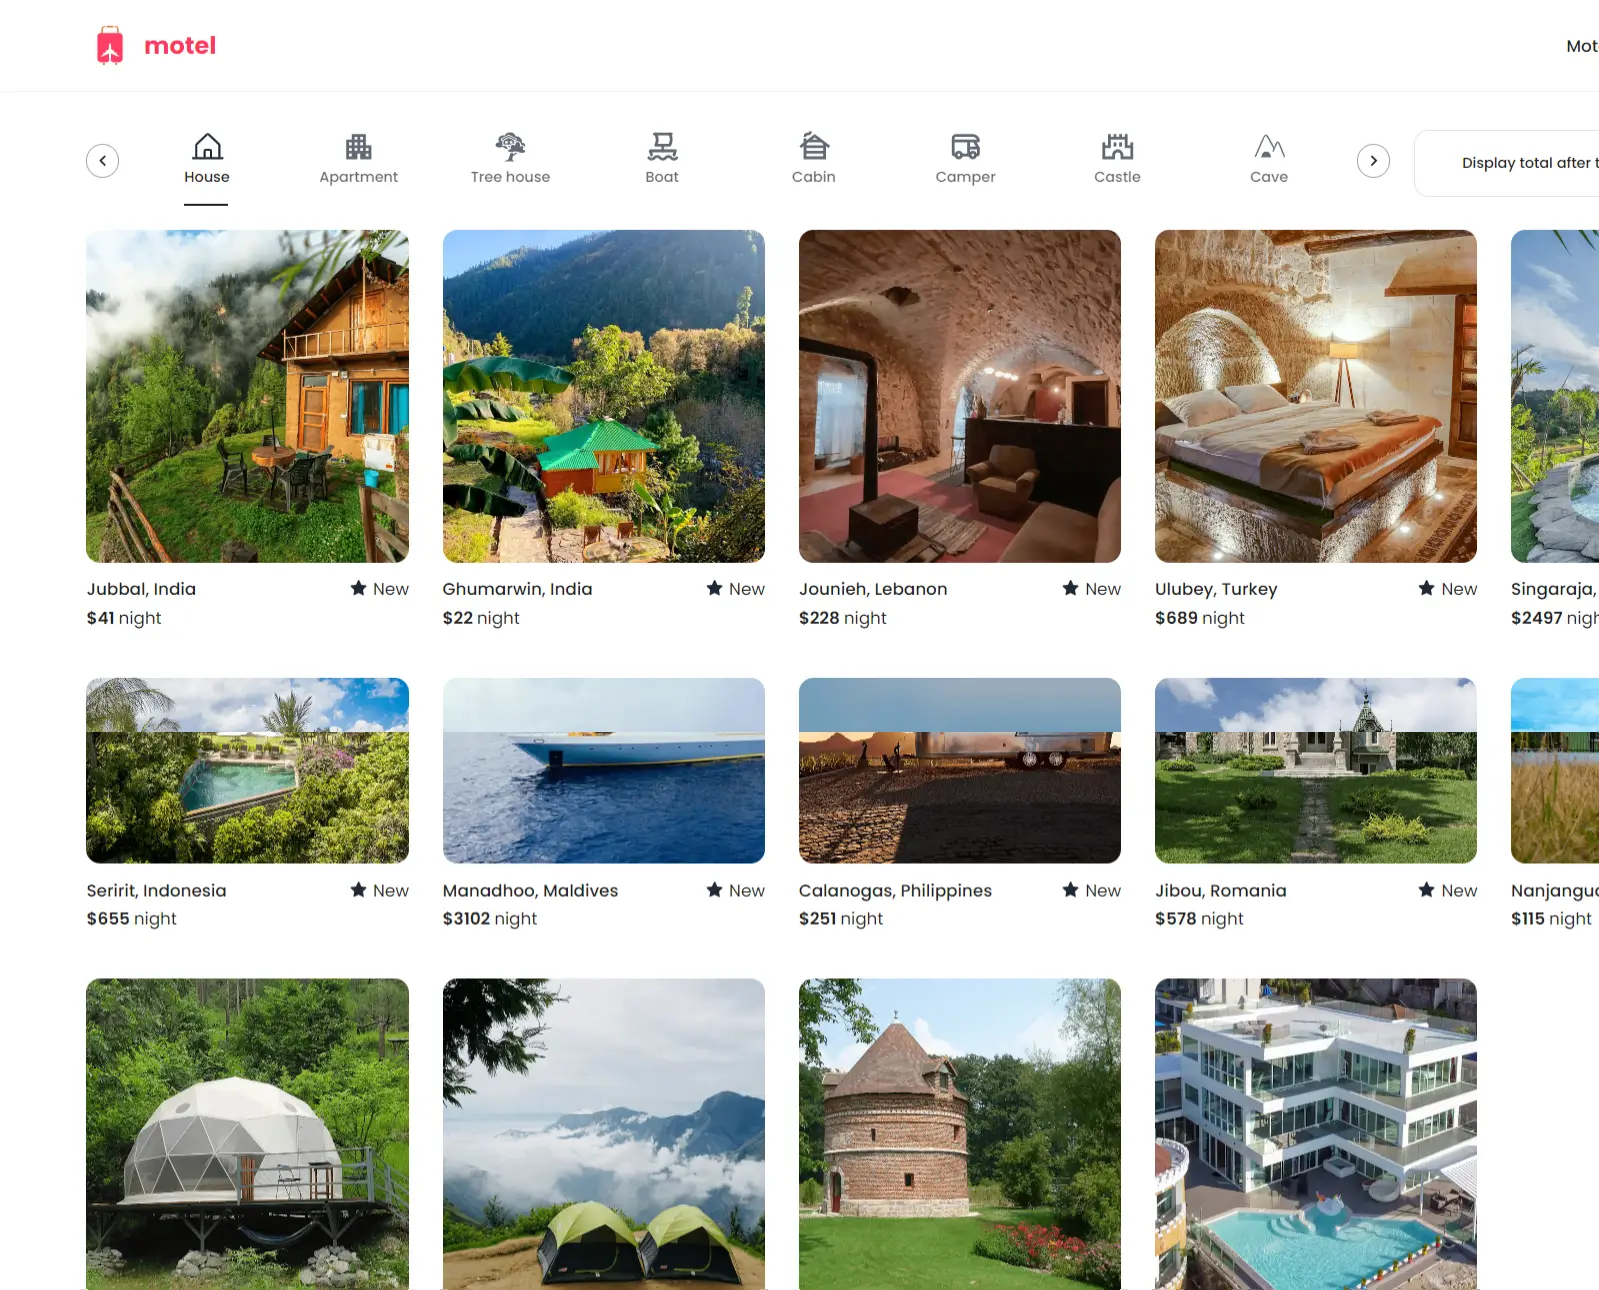 motel
Mot
House
Apartment
Tree house
Boat
Cabin
Camper
Castle
Cave
Display total after t
Jubbal, India
New
$41 night
Ghumarwin, India
New
$22 night
Jounieh, Lebanon
New
$228 night
Ulubey, Turkey
New
$689 night
Singaraja,
$2497 nigh
Seririt, Indonesia
New
$655 night
Manadhoo, Maldives
New
$3102 night
Calanogas, Philippines
New
$251 night
Jibou, Romania
New
$578 night
Nanjangu
$115 night